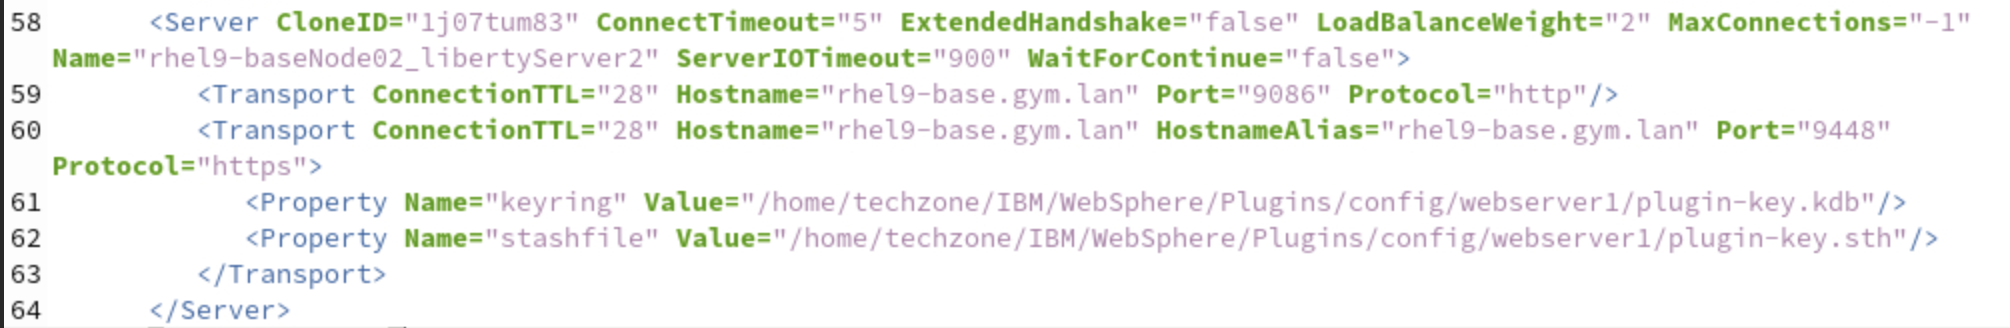 58 <Server CloneID="1j07tum83" ConnectTimeout="5" ExtendedHandshake="false" LoadBalanceWeight="2" MaxConnections="-1"
Name="rhel9-baseNode02_libertyServer2" ServerIOTimeout="900" WaitForContinue="false">
59 <Transport ConnectionTTL="28" Hostname="rhel9-base.gym.lan" Port="9086" Protocol="http"/>
60 <Transport ConnectionTTL="28" Hostname="rhel9-base.gym.lan" HostnameAlias="rhel9-base.gym.lan" Port="9448"
Protocol="https">
61 <Property Name="keyring" Value="/home/techzone/IBM/WebSphere/Plugins/config/webserver1/plugin-key.kdb"/>
62 <Property Name="stashfile" Value="/home/techzone/IBM/WebSphere/Plugins/config/webserver1/plugin-key.sth"/>
63 </Transport>
64 </Server>